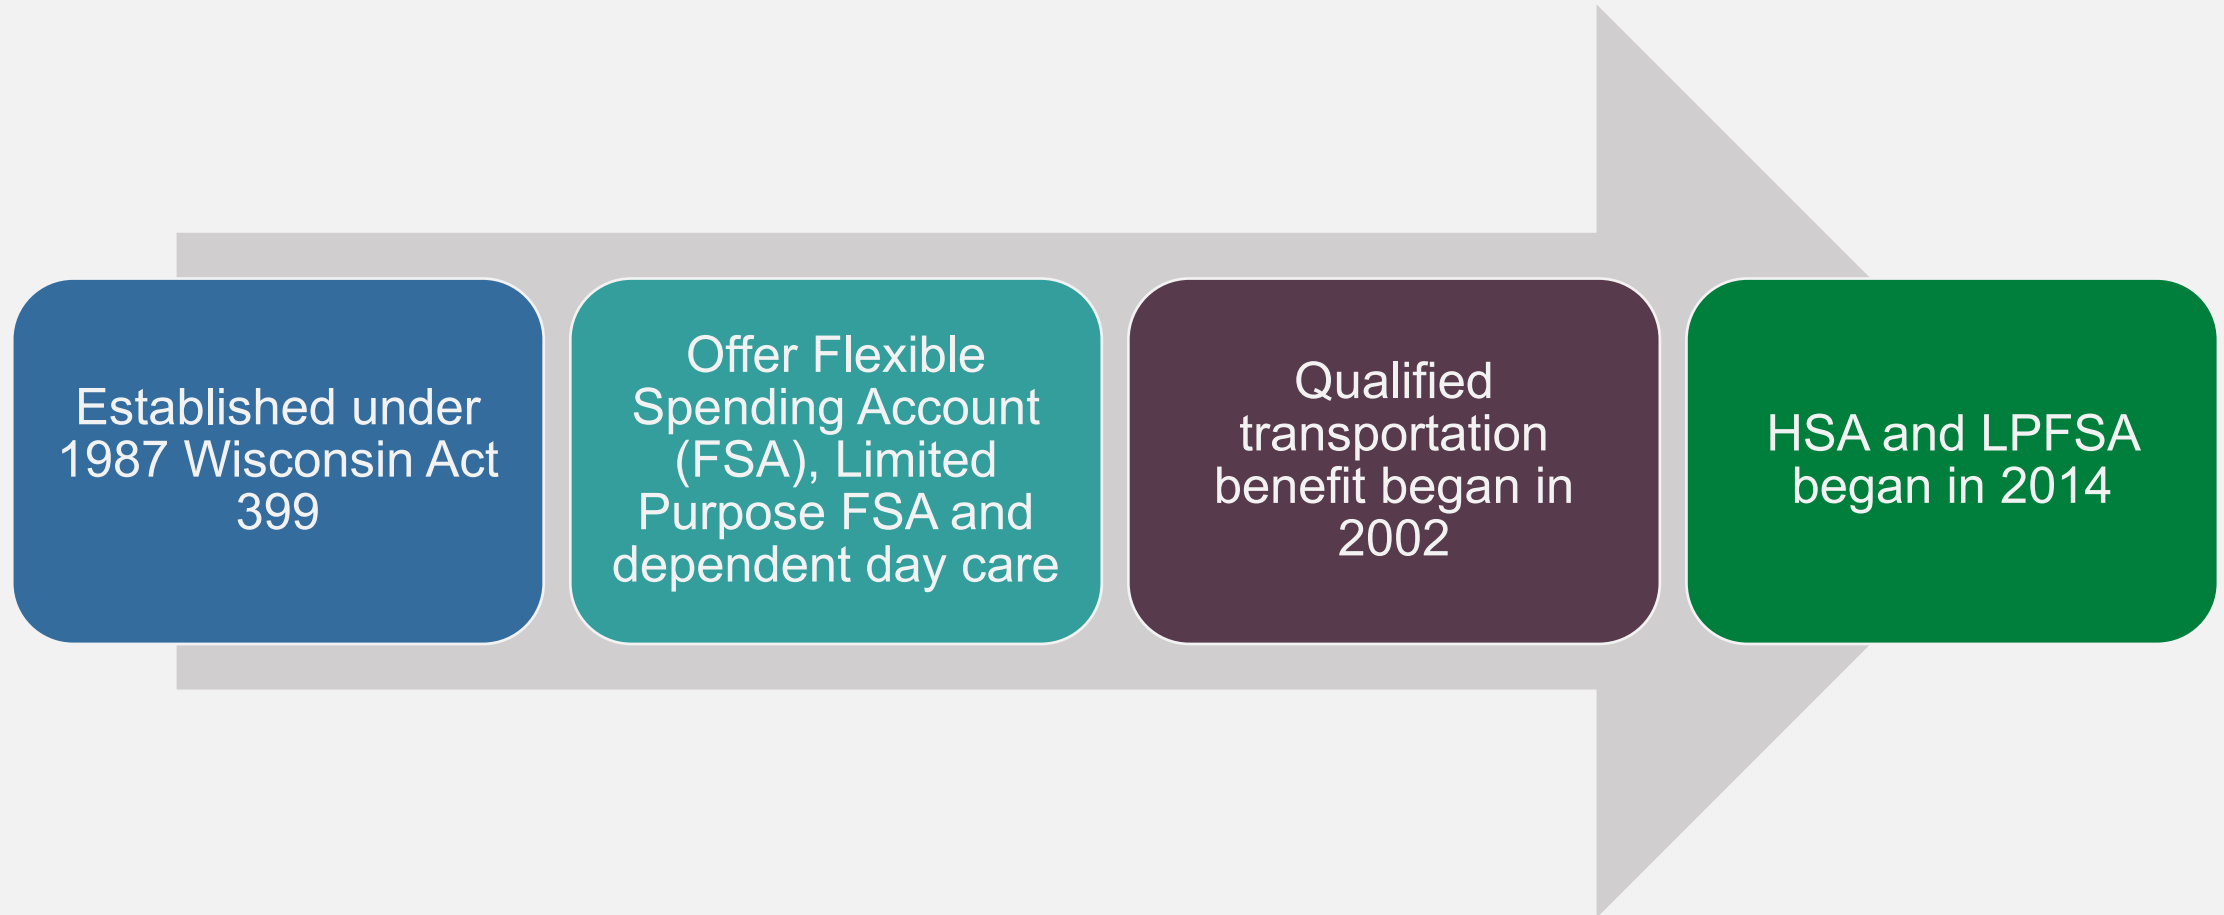 Established under
1987 Wisconsin Act
399
Offer Flexible
Spending Account
(FSA), Limited
Purpose FSA and
dependent day care
Qualified
transportation
benefit began in
2002
HSA and LPFSA
began in 2014